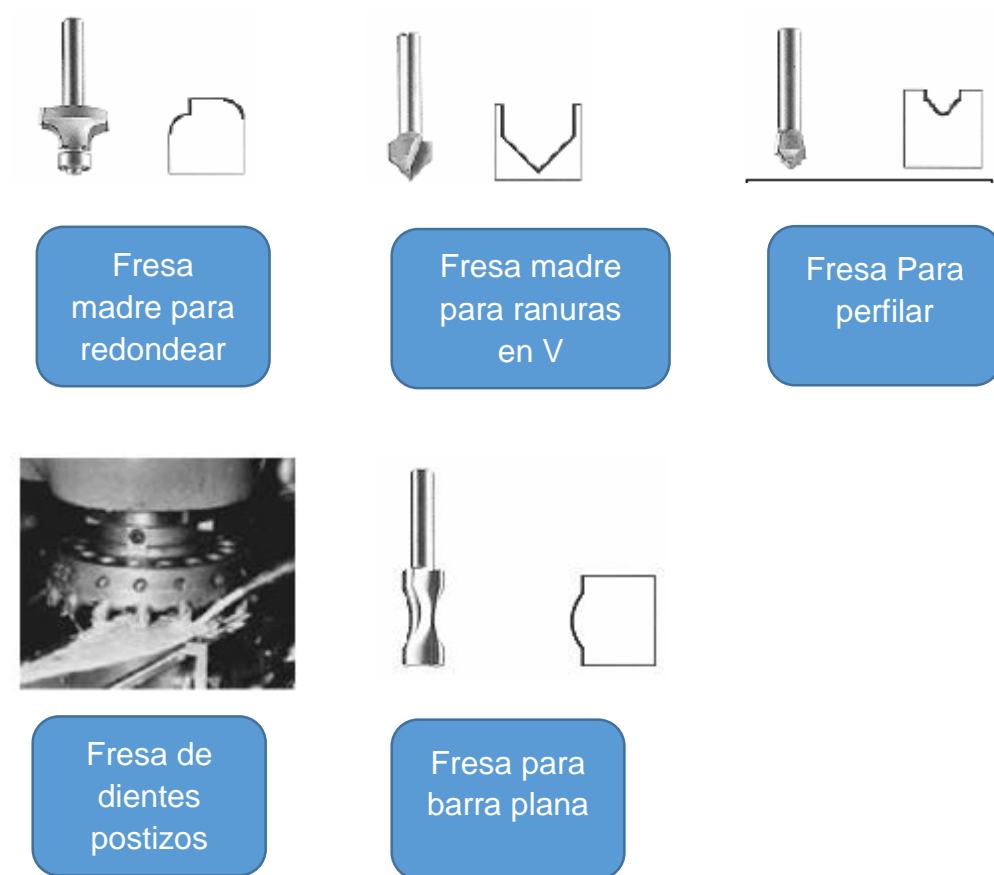 Fresa
madre para
redondear
Fresa madre
para ranuras
en V
Fresa Para
perfilar
Fresa de
dientes
postizos
Fresa para
barra plana